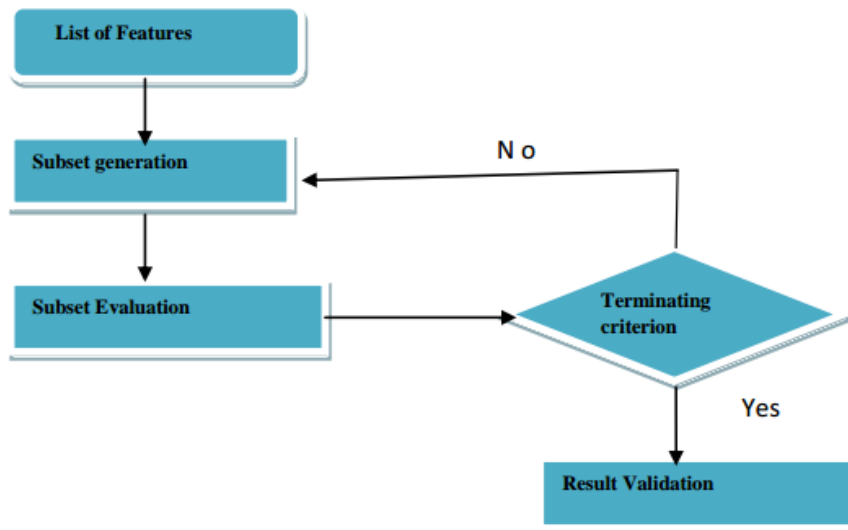 List of Features
Subset generation
N o
Subset Evaluation
Terminating
criterion
Yes
Result Validation